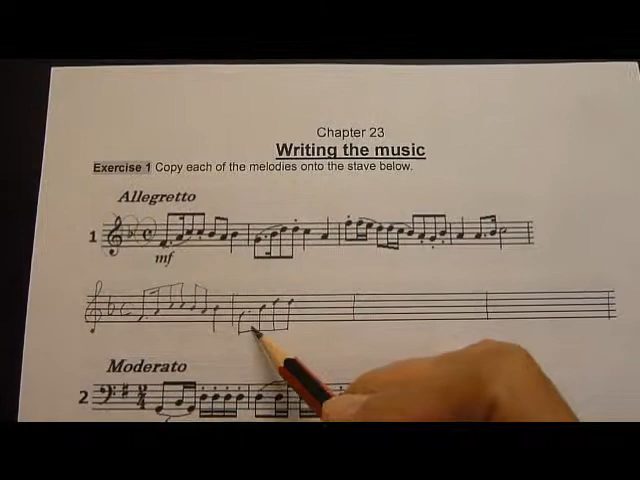 Chapter 23
Writing the music
Exercise 1 Copy each of the melodies onto the stave below.
Allegretto
1
mf
Moderato
2